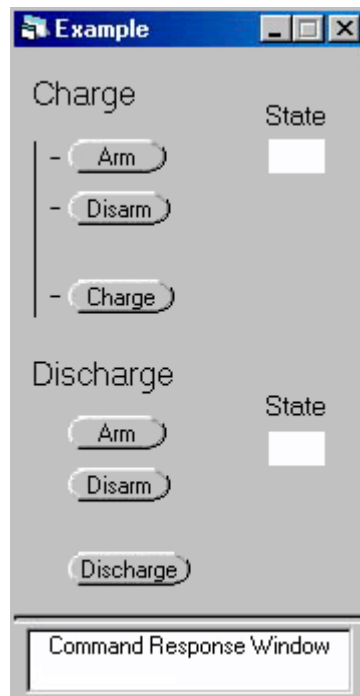 Example
Charge
State
Arm
Disarm
Charge
Discharge
State
Arm
Disarm
Discharge
Command Response Window